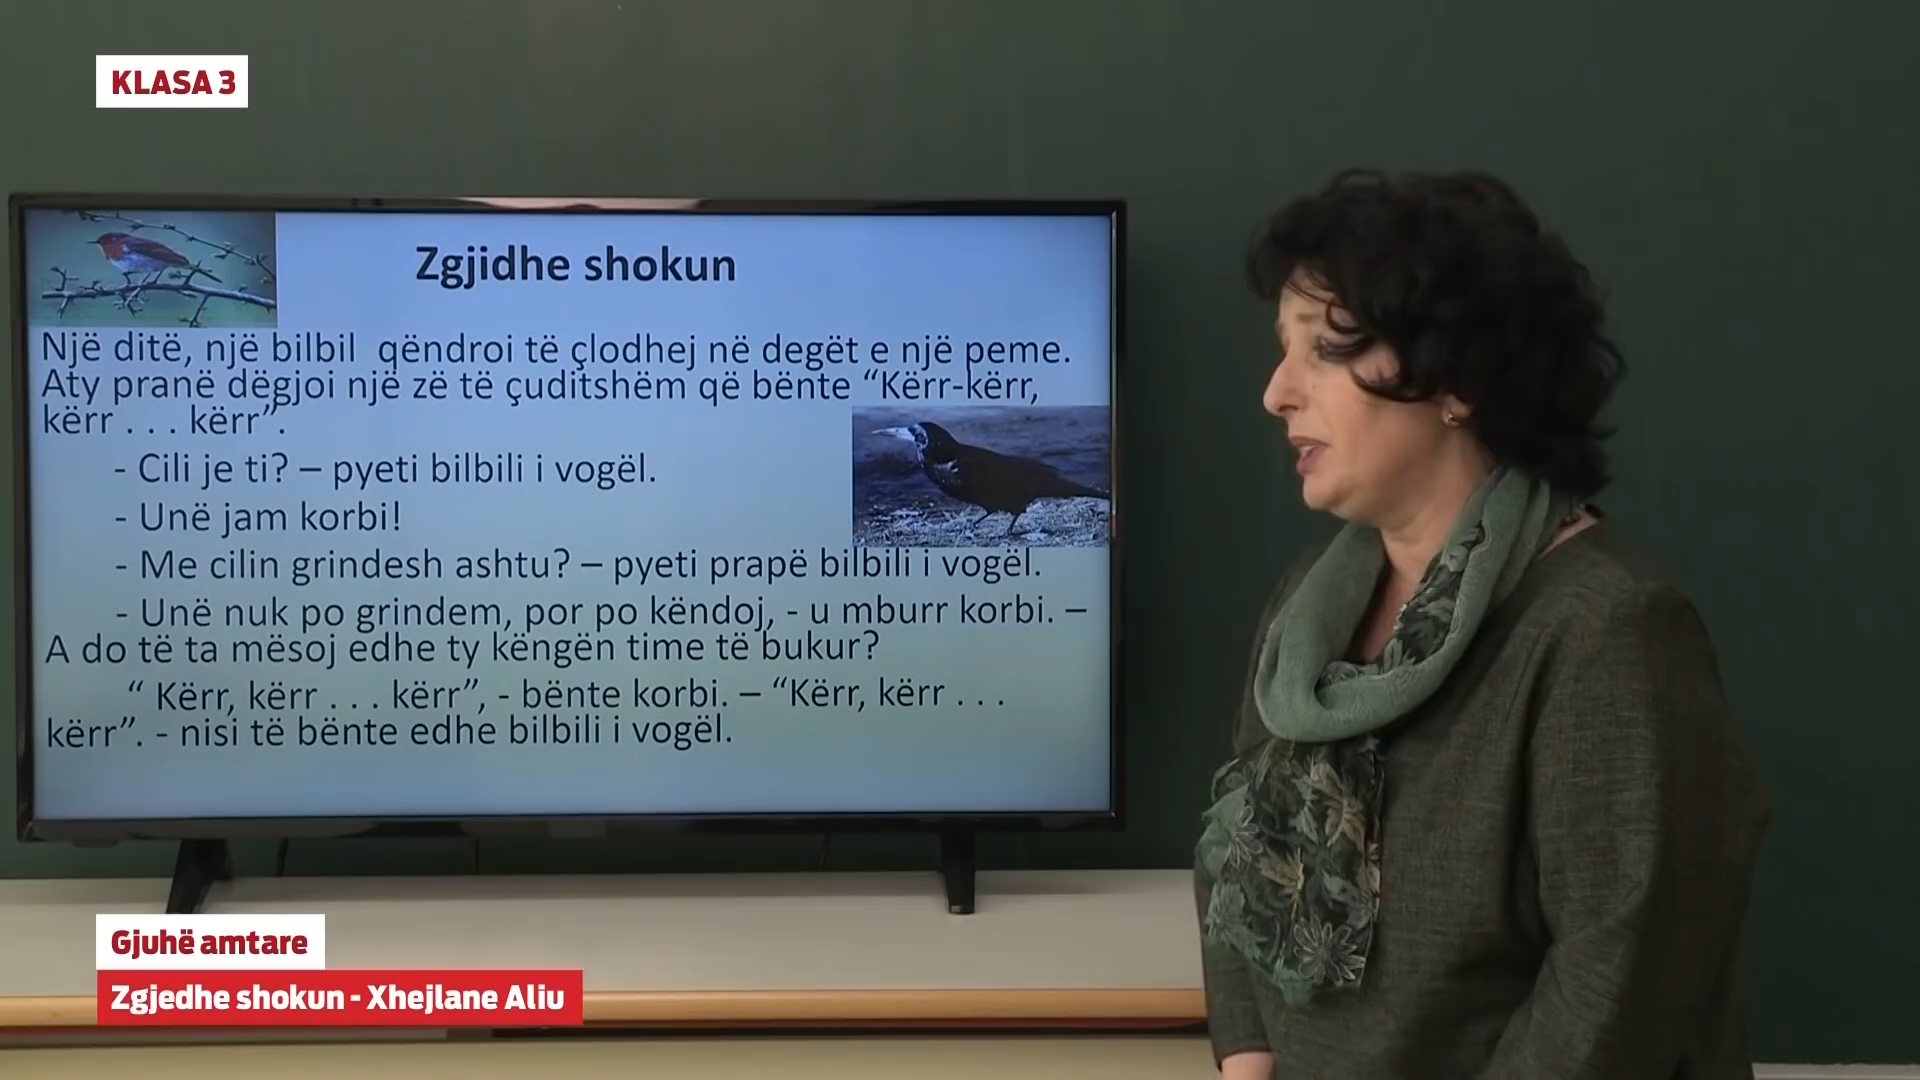 KLASA 3
Zgjidhe shokun
Një ditë, një bilbil qëndroi të çlodhej në degët e një peme.
Aty pranë dëgjoi një zë të çuditshëm që bënte “Kërr-kërr,
kërr . . . kërr”.
- Cili je ti? – pyeti bilbili i vogël.
- Unë jam korbi!
- Me cilin grindesh ashtu? – pyeti prapë bilbili i vogël.
- Unë nuk po grindem, por po këndoj, - u mburr korbi. –
A do të ta mësoj edhe ty këngën time të bukur?
“ Kërr, kërr . . . kërr”, - bënte korbi. – “Kërr, kërr . . .
kërr”. - nisi të bënte edhe bilbili i vogël.
Gjuhë amtare
Zgjedhe shokun - Xhejlane Aliu